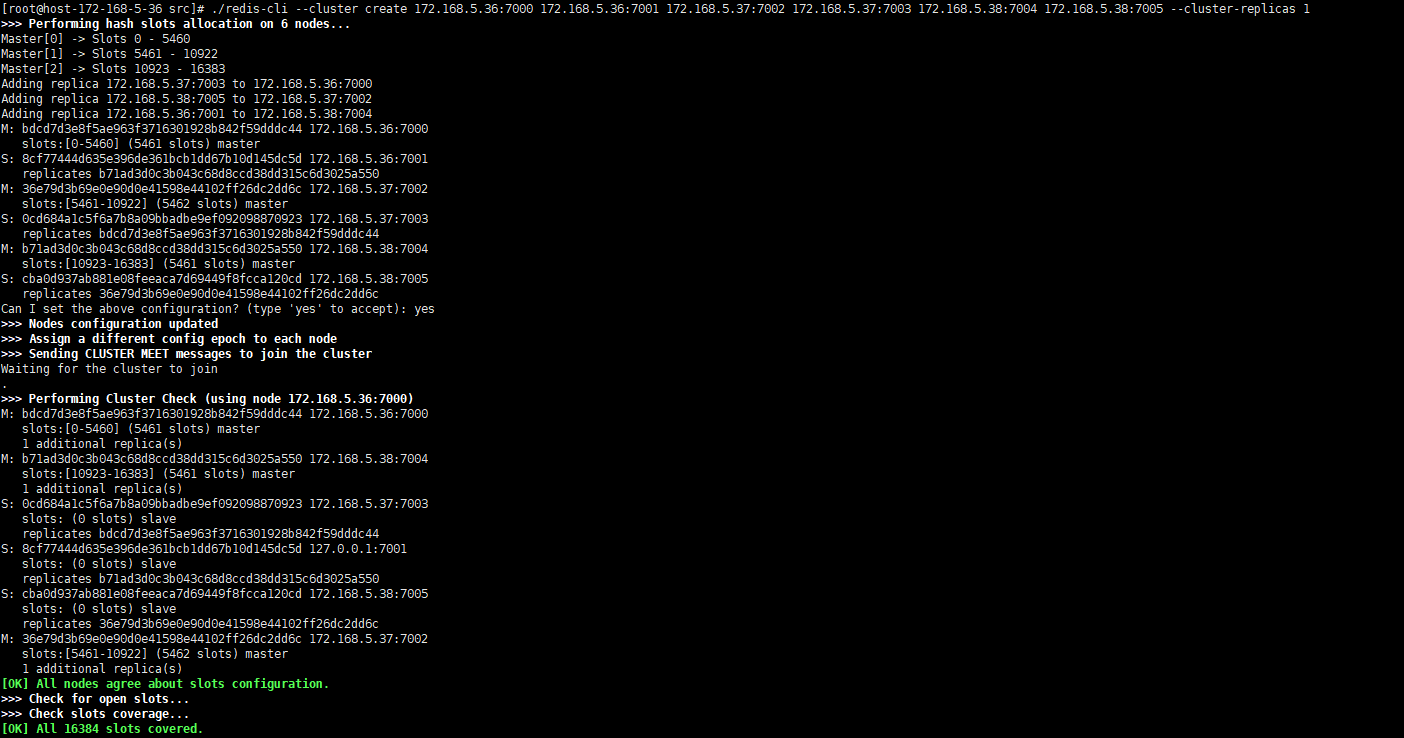 [root@host-172-168-5-36 src]# ./redis-cli --cluster create 172.168.5.36:7000 172.168.5.36:7001 172.168.5.37:7002 172.168.5.37:7003 172.168.5.38:7004 172.168.5.38:7005 --cluster-replicas 1
>>> Performing hash slots allocation on 6 nodes...
Master[0] -> Slots 0 - 5460
Master[1] -> Slots 5461 - 10922
Master[2] -> Slots 10923 - 16383
Adding replica 172.168.5.37:7003 to 172.168.5.36:7000
Adding replica 172.168.5.38:7005 to 172.168.5.37:7002
Adding replica 172.168.5.36:7001 to 172.168.5.38:7004
M: bdcd7d3e8f5ae963f3716301928b842f59dddc44 172.168.5.36:7000
   slots:[0-5460] (5461 slots) master
S: 8cf77444d635e396de361bcb1dd67b10d145dc5d 172.168.5.36:7001
   replicates b71ad3d0c3b043c68d8ccd38dd315c6d3025a550
M: 36e79d3b69e0e90d0e41598e44102ff26dc2dd6c 172.168.5.37:7002
   slots:[5461-10922] (5462 slots) master
S: 0cd684a1c5f6a7b8a09bbadbe9ef092098870923 172.168.5.37:7003
   replicates bdcd7d3e8f5ae963f3716301928b842f59dddc44
M: b71ad3d0c3b043c68d8ccd38dd315c6d3025a550 172.168.5.38:7004
   slots:[10923-16383] (5461 slots) master
S: cba0d937ab881e08feeaca7d69449f8fcca120cd 172.168.5.38:7005
   replicates 36e79d3b69e0e90d0e41598e44102ff26dc2dd6c
Can I set the above configuration? (type 'yes' to accept): yes
>>> Nodes configuration updated
>>> Assign a different config epoch to each node
>>> Sending CLUSTER MEET messages to join the cluster
Waiting for the cluster to join
.
>>> Performing Cluster Check (using node 172.168.5.36:7000)
M: bdcd7d3e8f5ae963f3716301928b842f59dddc44 172.168.5.36:7000
   slots:[0-5460] (5461 slots) master
   1 additional replica(s)
M: b71ad3d0c3b043c68d8ccd38dd315c6d3025a550 172.168.5.38:7004
   slots:[10923-16383] (5461 slots) master
   1 additional replica(s)
S: 0cd684a1c5f6a7b8a09bbadbe9ef092098870923 172.168.5.37:7003
   slots: (0 slots) slave
   replicates bdcd7d3e8f5ae963f3716301928b842f59dddc44
S: 8cf77444d635e396de361bcb1dd67b10d145dc5d 127.0.0.1:7001
   slots: (0 slots) slave
   replicates b71ad3d0c3b043c68d8ccd38dd315c6d3025a550
S: cba0d937ab881e08feeaca7d69449f8fcca120cd 172.168.5.38:7005
   slots: (0 slots) slave
   replicates 36e79d3b69e0e90d0e41598e44102ff26dc2dd6c
M: 36e79d3b69e0e90d0e41598e44102ff26dc2dd6c 172.168.5.37:7002
   slots:[5461-10922] (5462 slots) master
   1 additional replica(s)
[OK] All nodes agree about slots configuration.
>>> Check for open slots...
>>> Check slots coverage...
[OK] All 16384 slots covered.